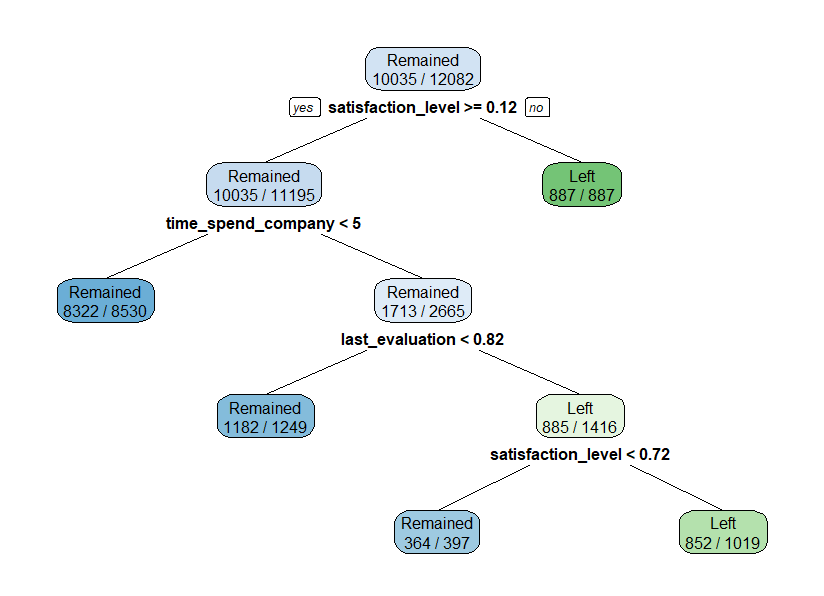 Remained
10035 / 12082
yes satisfaction_level >= 0.12 no
Remained
10035 / 11195
Left
887 / 887
time_spend_company < 5
Remained
8322 / 8530
Remained
1713 / 2665
last_evaluation < 0.82
Remained
1182 / 1249
Left
885 / 1416
satisfaction_level < 0.72
Remained
364 / 397
Left
852 / 1019